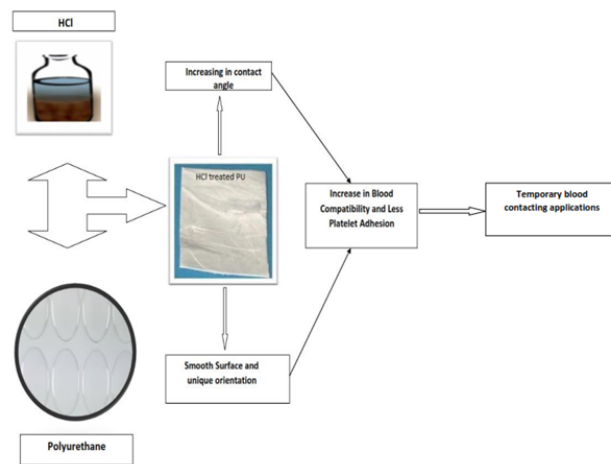 HCl
Increasing in contact
angle
HCl treated PU
Increase in Blood
Compatibility and Less
Platelet Adhesion
Temporary blood
contacting applications
Smooth Surface and
unique orientation
Polyurethane